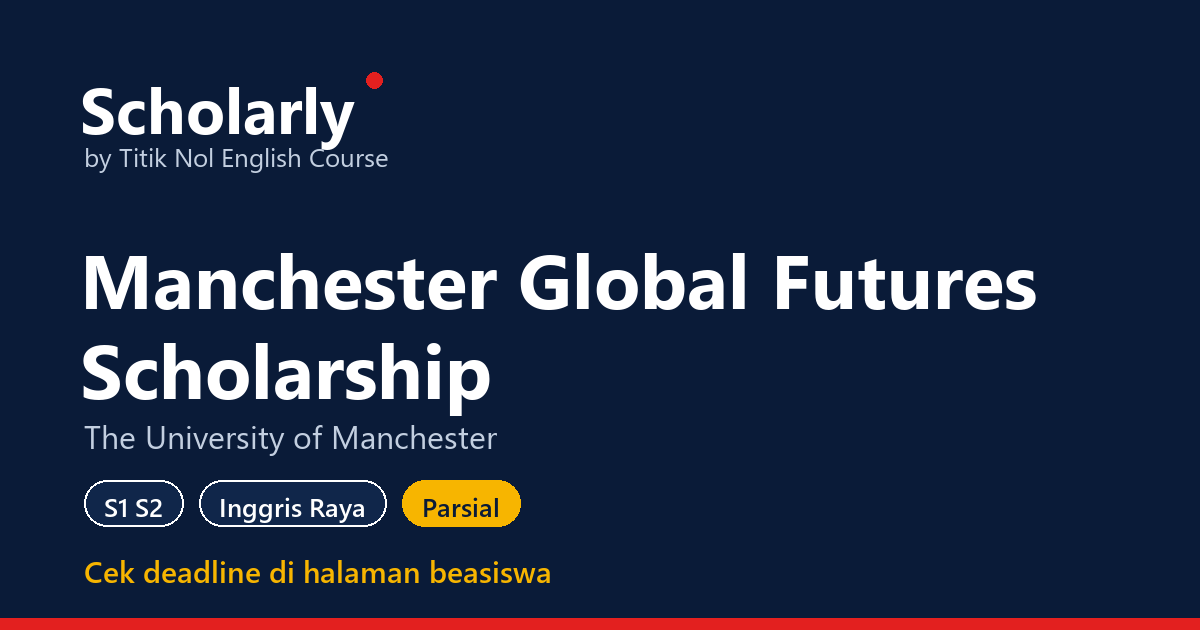 Scholarly
by Titik Nol English Course
Manchester Global Futures
Scholarship
The University of Manchester
S1 S2
Inggris Raya
Parsial
Cek deadline di halaman beasiswa